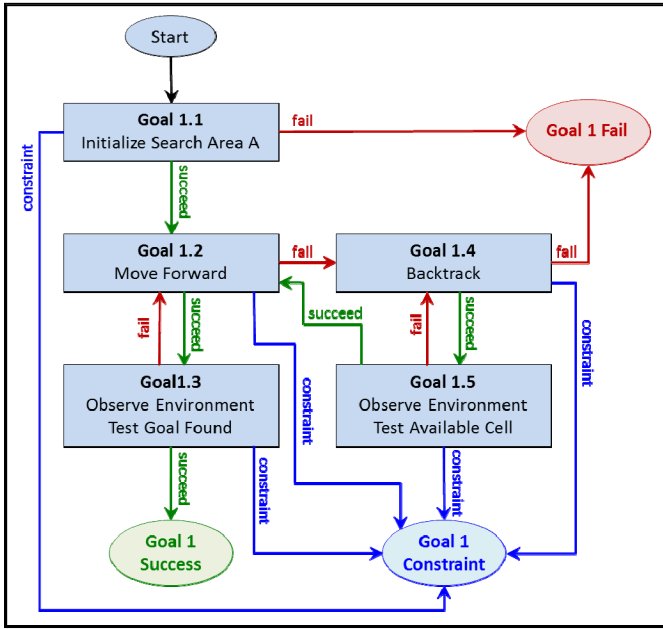 Start
Goal 1.1
Initialize Search Area A
fail
Goal 1 Fail
constraint
succeed
Goal 1.2
Move Forward
fail
Goal 1.4
Backtrack
fail
succeed
fail
succeed
fail
succeed
constraint
constraint
Goal1.3
Observe Environment
Test Goal Found
Goal 1.5
Observe Environment
Test Available Cell
succeed
constraint
constraint
Goal 1
Success
Goal 1
Constraint